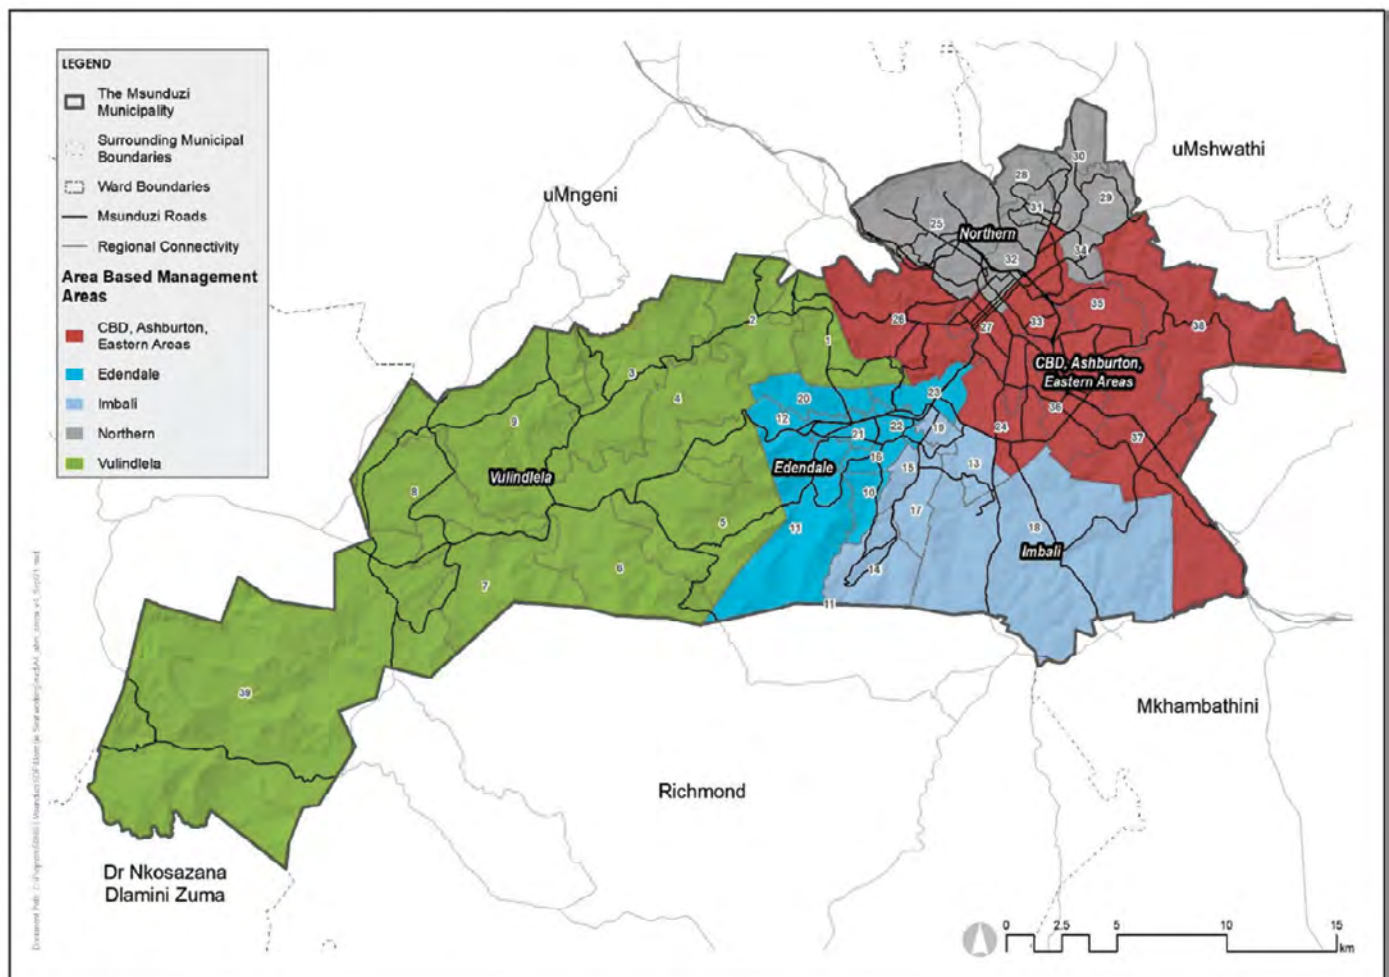 LEGEND
The Msunduzi
Municipality
Surrounding Municipal
Boundaries
Ward Boundaries
Msunduzi Roads
Regional Connectivity
Area Based Management
Areas
CBD, Ashburton,
Eastern Areas
Edendale
Imbali
Northern
Vulindlela
uMshwathi
uMngeni
30
28
29
31
25
Northern
34
32
35
2
26
27
33
38
1
CBD, Ashburton,
Eastern Areas
3
4
20
23
36
9
12
21
22
19
24
37
Vulindlela
Edendale
16
15
13
8
10
5
11
17
18
Imbali
7
6
14
11
39
Richmond
Mkhambathini
Dr Nkosazana
Dlamini Zuma
0 2.5 5 10 15
km